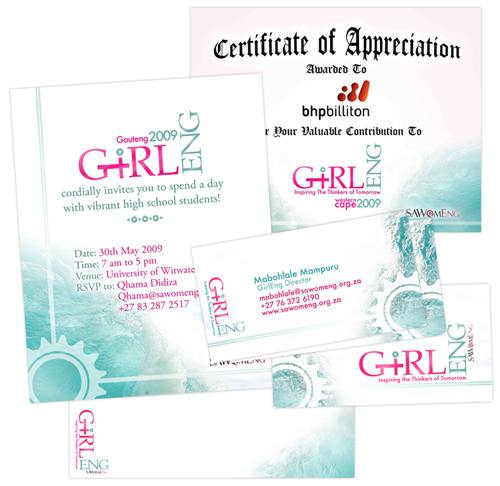 Certificate of Appreciation
Awarded To
bhpbilliton
r Your Valuable Contribution To
GiRL ENG
Inspiring The Thinkers of Tomorrow
western
cape 2009
SAWomEng
Gauteng 2009
GiRL ENG
cordially invites you to spend a day
with vibrant high school students!
Date: 30th May 2009
Time: 7 am to 5 pm
Venue: University of Witwate
RSVP to: Qhama Didiza
Qhama@sawomeng
+27 83 287 2517
SAWomEng
GiRL ENG
Mabohlale Mampuru
GirlEng Director
mabohlale@sawomeng.org.za
+27 76 372 6190
www.sawomeng.org.za
GiRL ENG
Inspiring the Thinkers of Tomorrow.
SAWomEng
GiRL ENG
SAWomEng